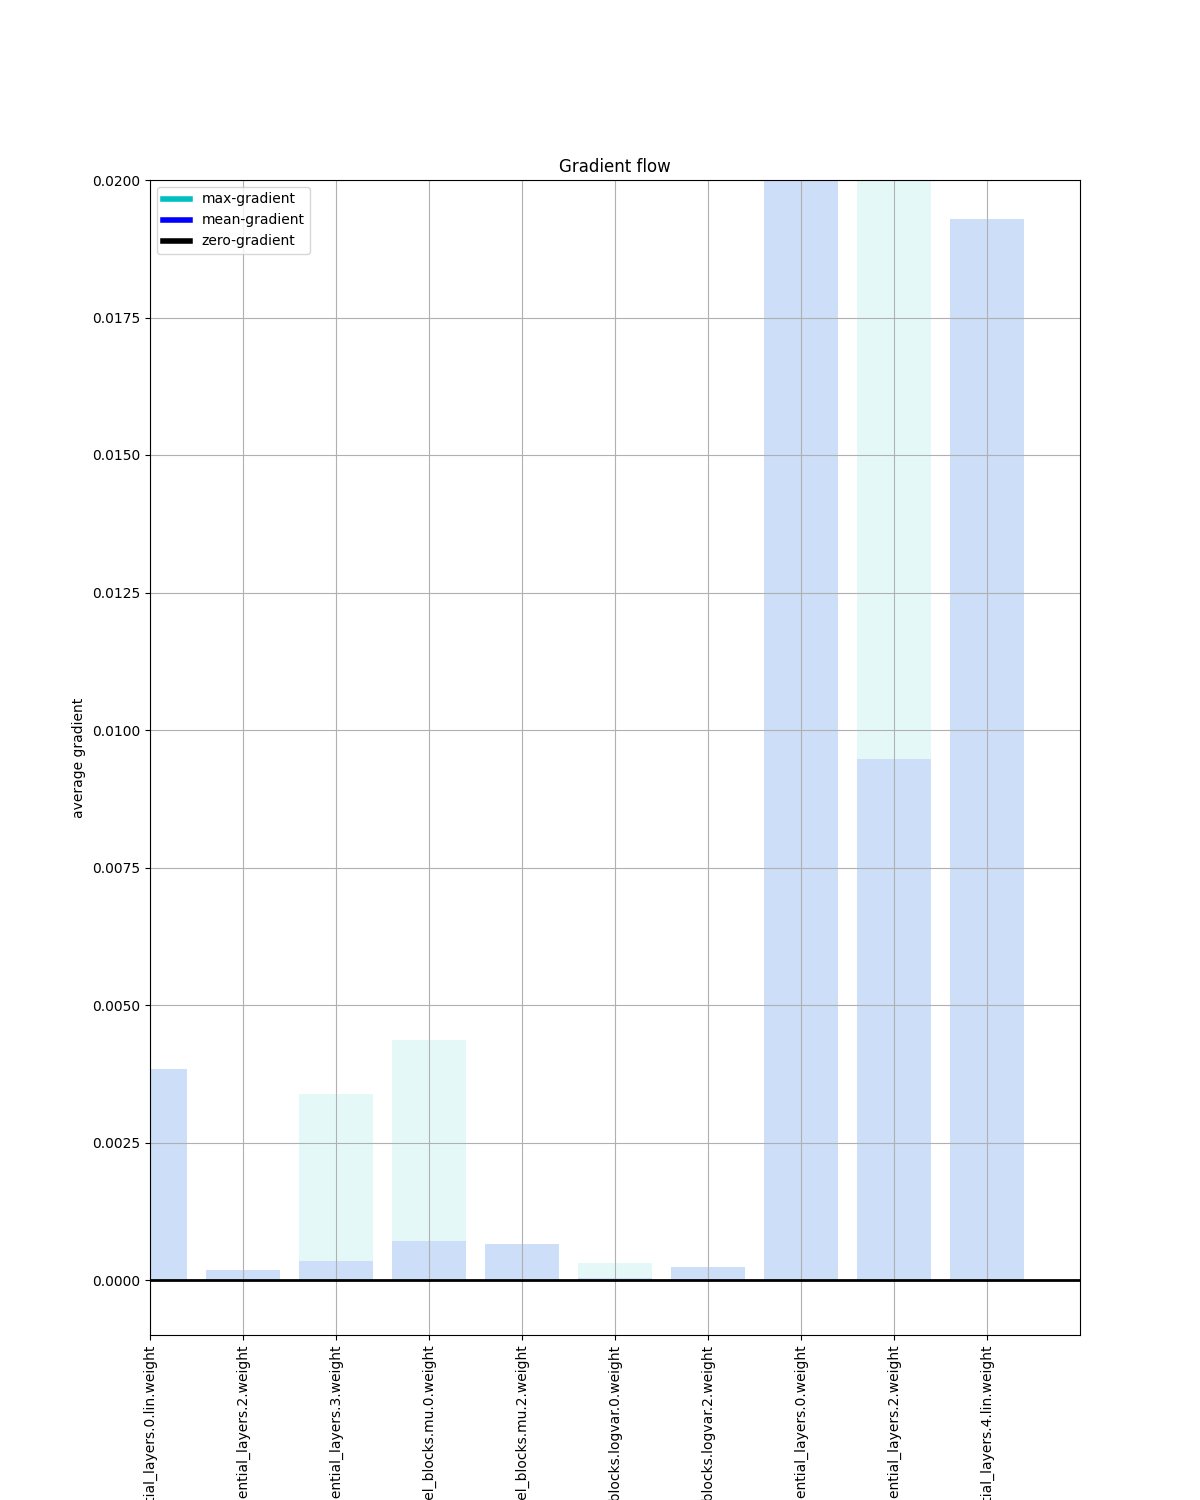 Gradient flow
max-gradient
mean-gradient
zero-gradient
0.0200
0.0175
0.0150
0.0125
0.0100
0.0075
0.0050
0.0025
0.0000
average gradient
tial_layers.0.lin.weight
ential_layers.2.weight
ential_layers.3.weight
el_blocks.mu.0.weight
el_blocks.mu.2.weight
blocks.logvar.0.weight
blocks.logvar.2.weight
ential_layers.0.weight
ential_layers.2.weight
tial_layers.4.lin.weight